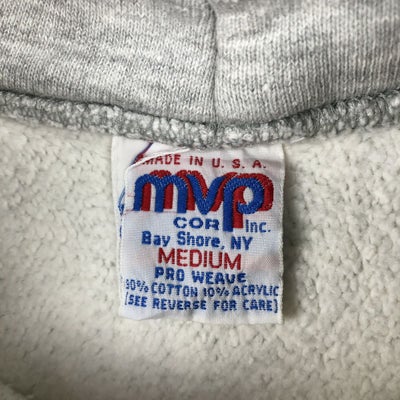 MADE IN U.S.A.
mvp
CORP Inc.
Bay Shore, NY
MEDIUM
PRO WEAVE
90% COTTON 10% ACRYLIC
(SEE REVERSE FOR CARE)